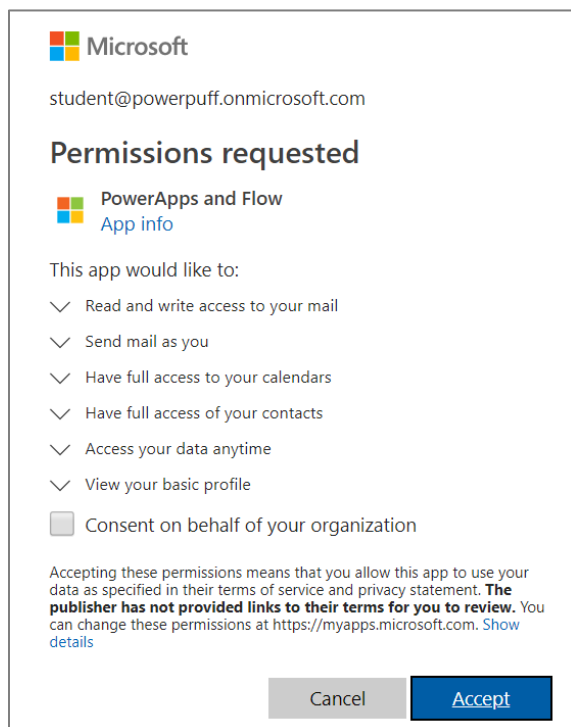 Microsoft
student@powerpuff.onmicrosoft.com
Permissions requested
PowerApps and Flow
App info
This app would like to:
Read and write access to your mail
Send mail as you
Have full access to your calendars
Have full access of your contacts
Access your data anytime
View your basic profile
Consent on behalf of your organization
Accepting these permissions means that you allow this app to use your
data as specified in their terms of service and privacy statement. The
publisher has not provided links to their terms for you to review. You
can change these permissions at https://myapps.microsoft.com. Show
details
Cancel Accept